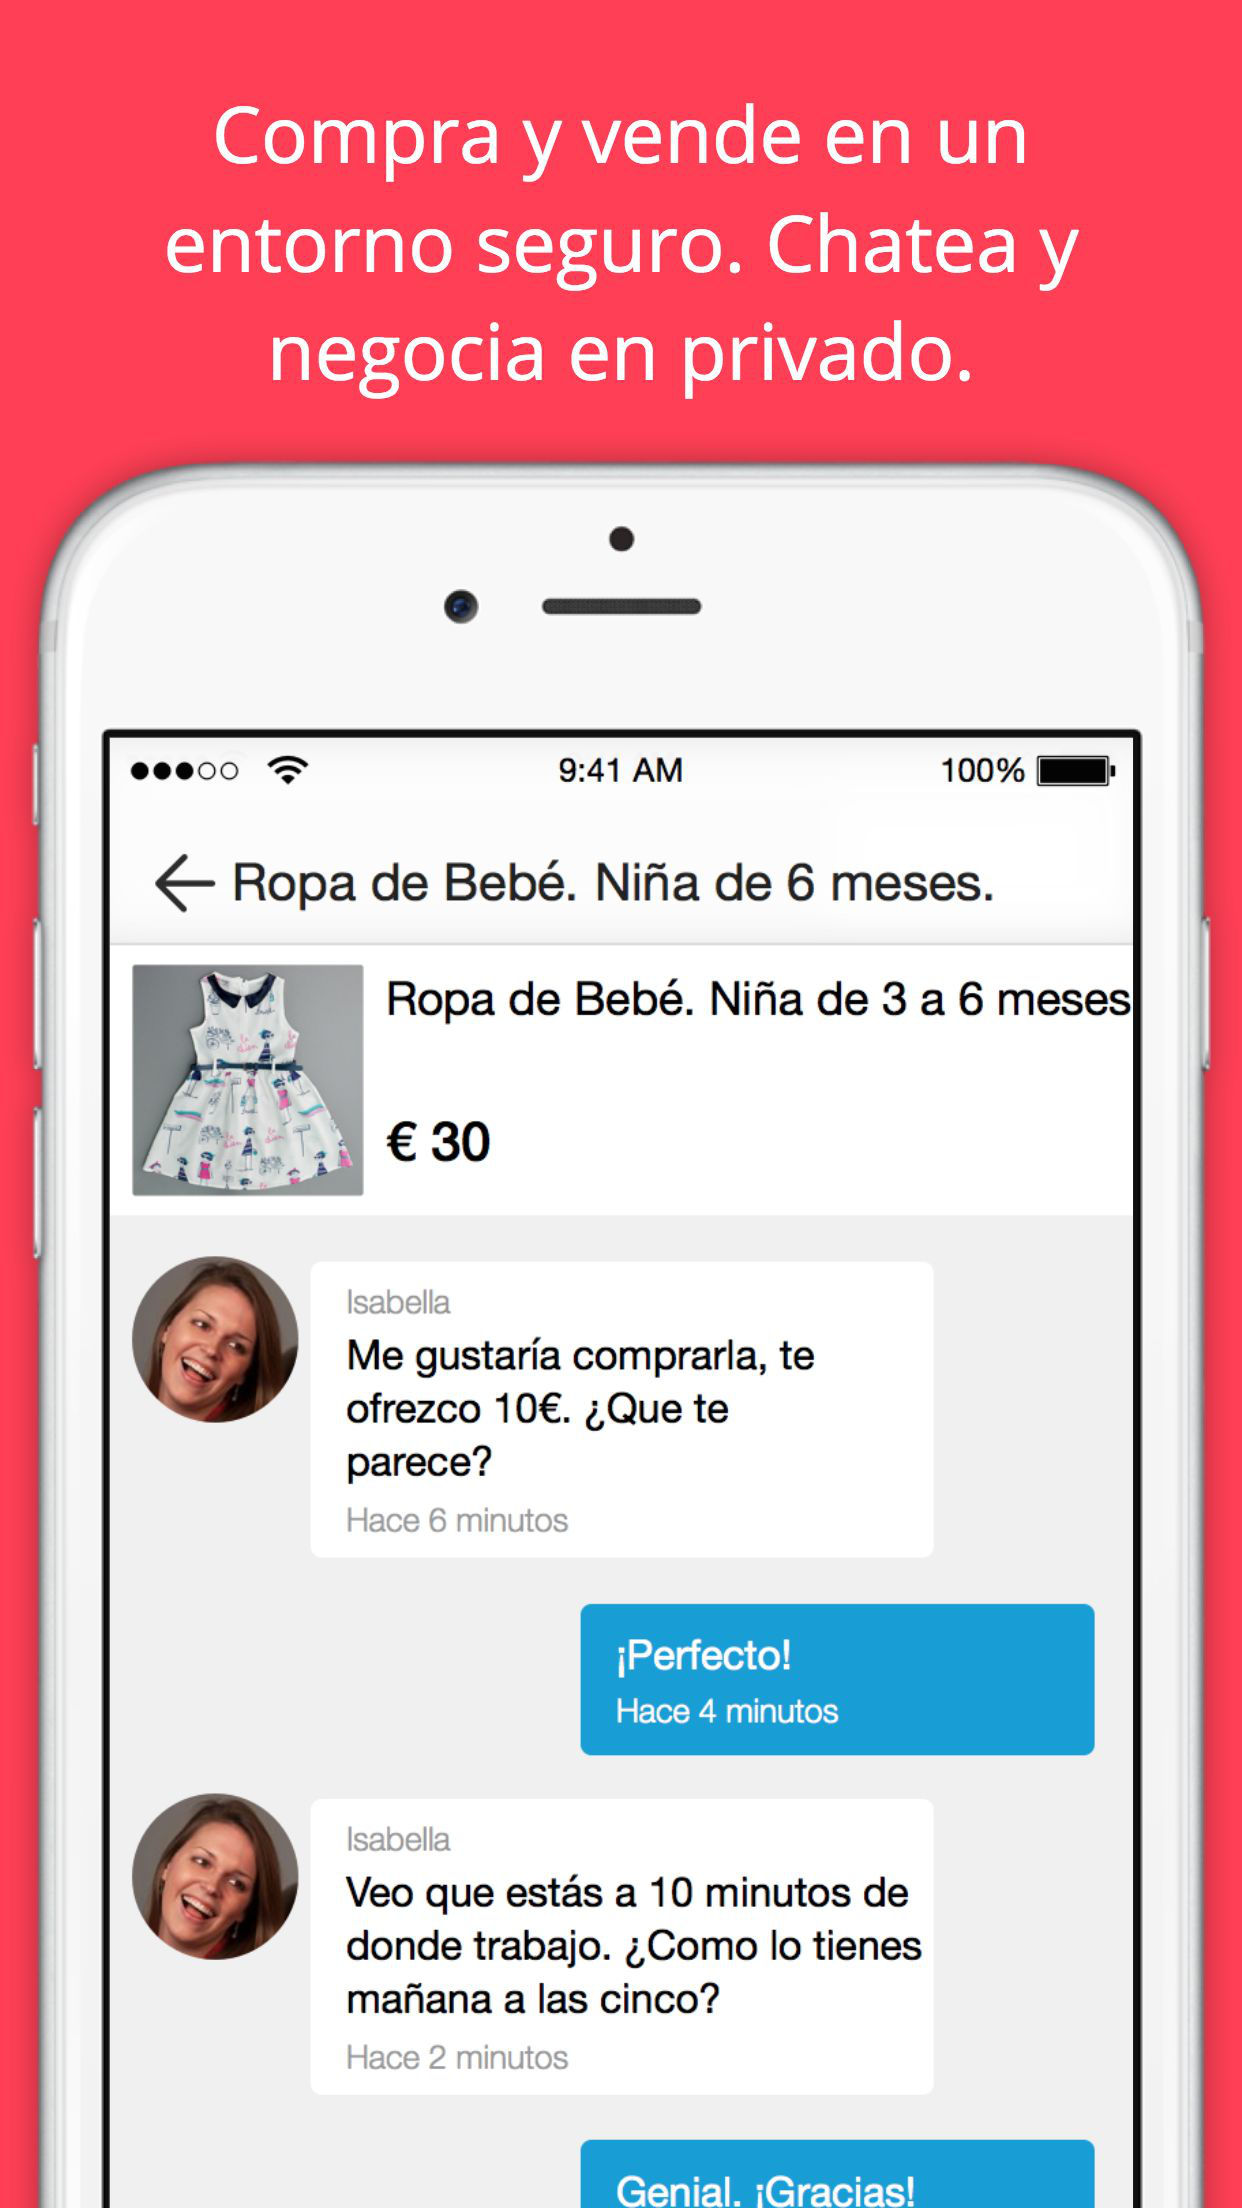 Compra y vende en un
entorno seguro. Chatea y
negocia en privado.
9:41 AM
100%
Ropa de Bebé. Niña de 6 meses.
Ropa de Bebé. Niña de 3 a 6 meses
€ 30
Isabella
Me gustaría comprarla, te
ofrezco 10€. ¿Que te
parece?
Hace 6 minutos
¡Perfecto!
Hace 4 minutos
Isabella
Veo que estás a 10 minutos de
donde trabajo. ¿Como lo tienes
mañana a las cinco?
Hace 2 minutos
Genial. ¡Gracias!